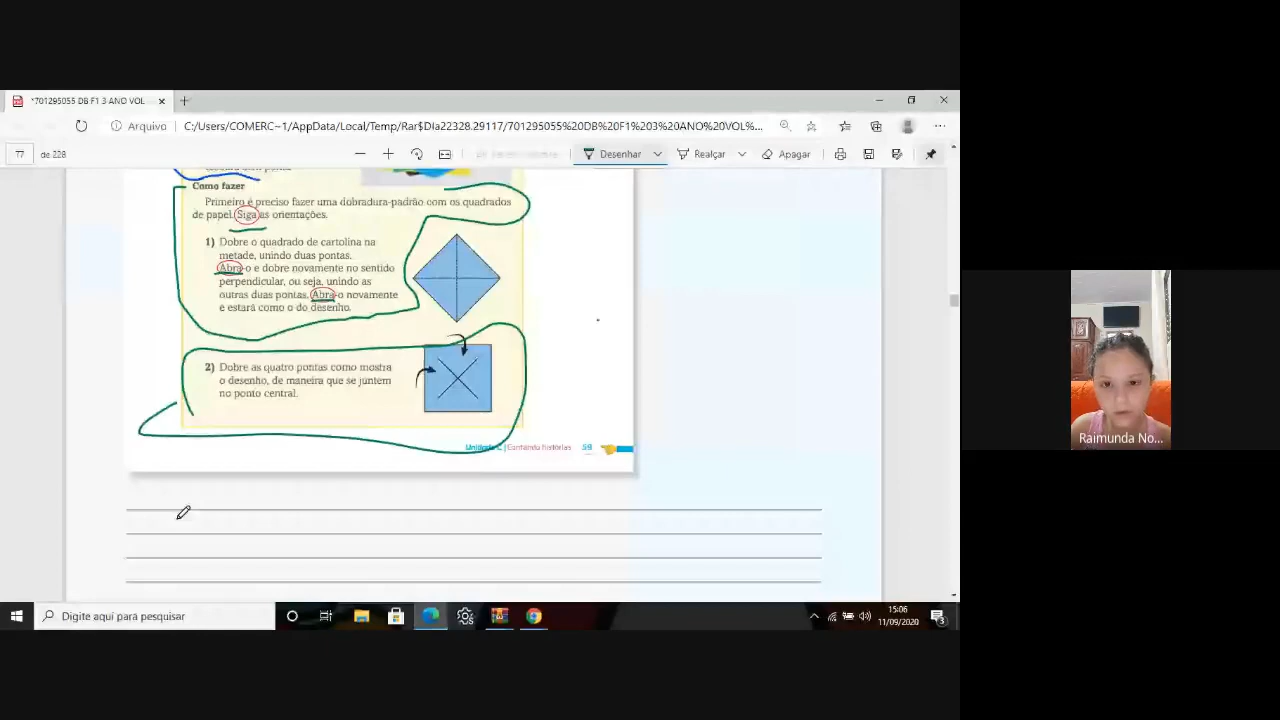 *701295055 DB F1 3 ANO VOL
Arquivo
C:/Users/COMERC~1/AppData/Local/Temp/Rar$DIa22328.29117/701295055%20DB%20F1%203%20ANO%20VOL%...
77 de 228
Desenhar
Realçar
Apagar
Como fazer
Primeiro é preciso fazer uma dobradura-padrão com os quadrados
de papel. Siga as orientações.
1) Dobre o quadrado de cartolina na
metade, unindo duas pontas.
Abra-o e dobre novamente no sentido
perpendicular, ou seja, unindo as
outras duas pontas. Abra-o novamente
e estará como o do desenho.
2) Dobre as quatro pontas como mostra
o desenho, de maneira que se juntem
no ponto central.
Contando histórias
Raimunda No...
Digite aqui para pesquisar
15:06
11/09/2020
3